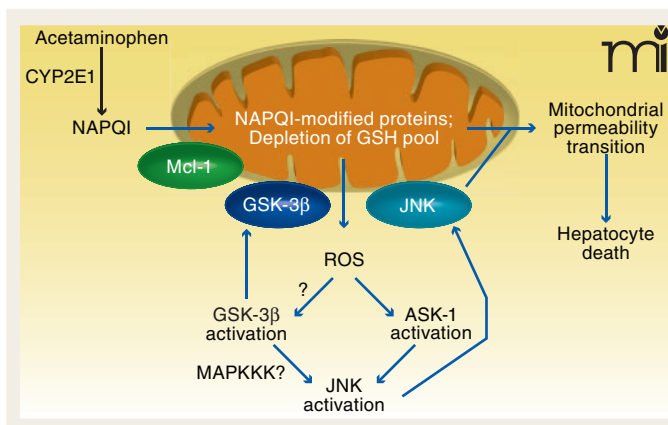 Acetaminophen
mi
CYP2E1
NAPQI
NAPQI-modified proteins;
Depletion of GSH pool
Mitochondrial
permeability
transition
Mcl-1
GSK-3β
JNK
Hepatocyte
death
ROS
?
GSK-3β
activation
ASK-1
activation
MAPKKK?
JNK
activation